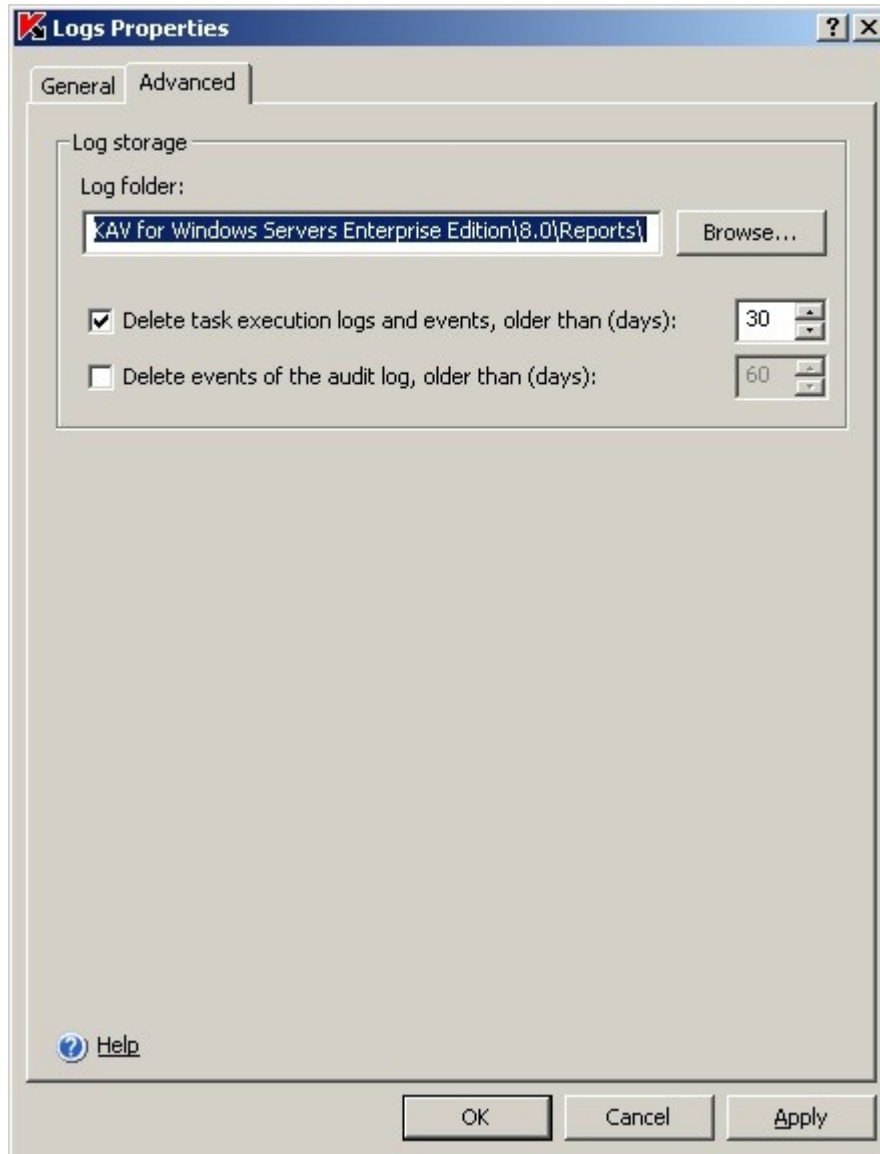 Logs Properties
General Advanced
Log storage
Log folder:
KAV for Windows Servers Enterprise Edition\8.0\Reports\ Browse...
Delete task execution logs and events, older than (days): 30
Delete events of the audit log, older than (days): 60
Help
OK Cancel Apply